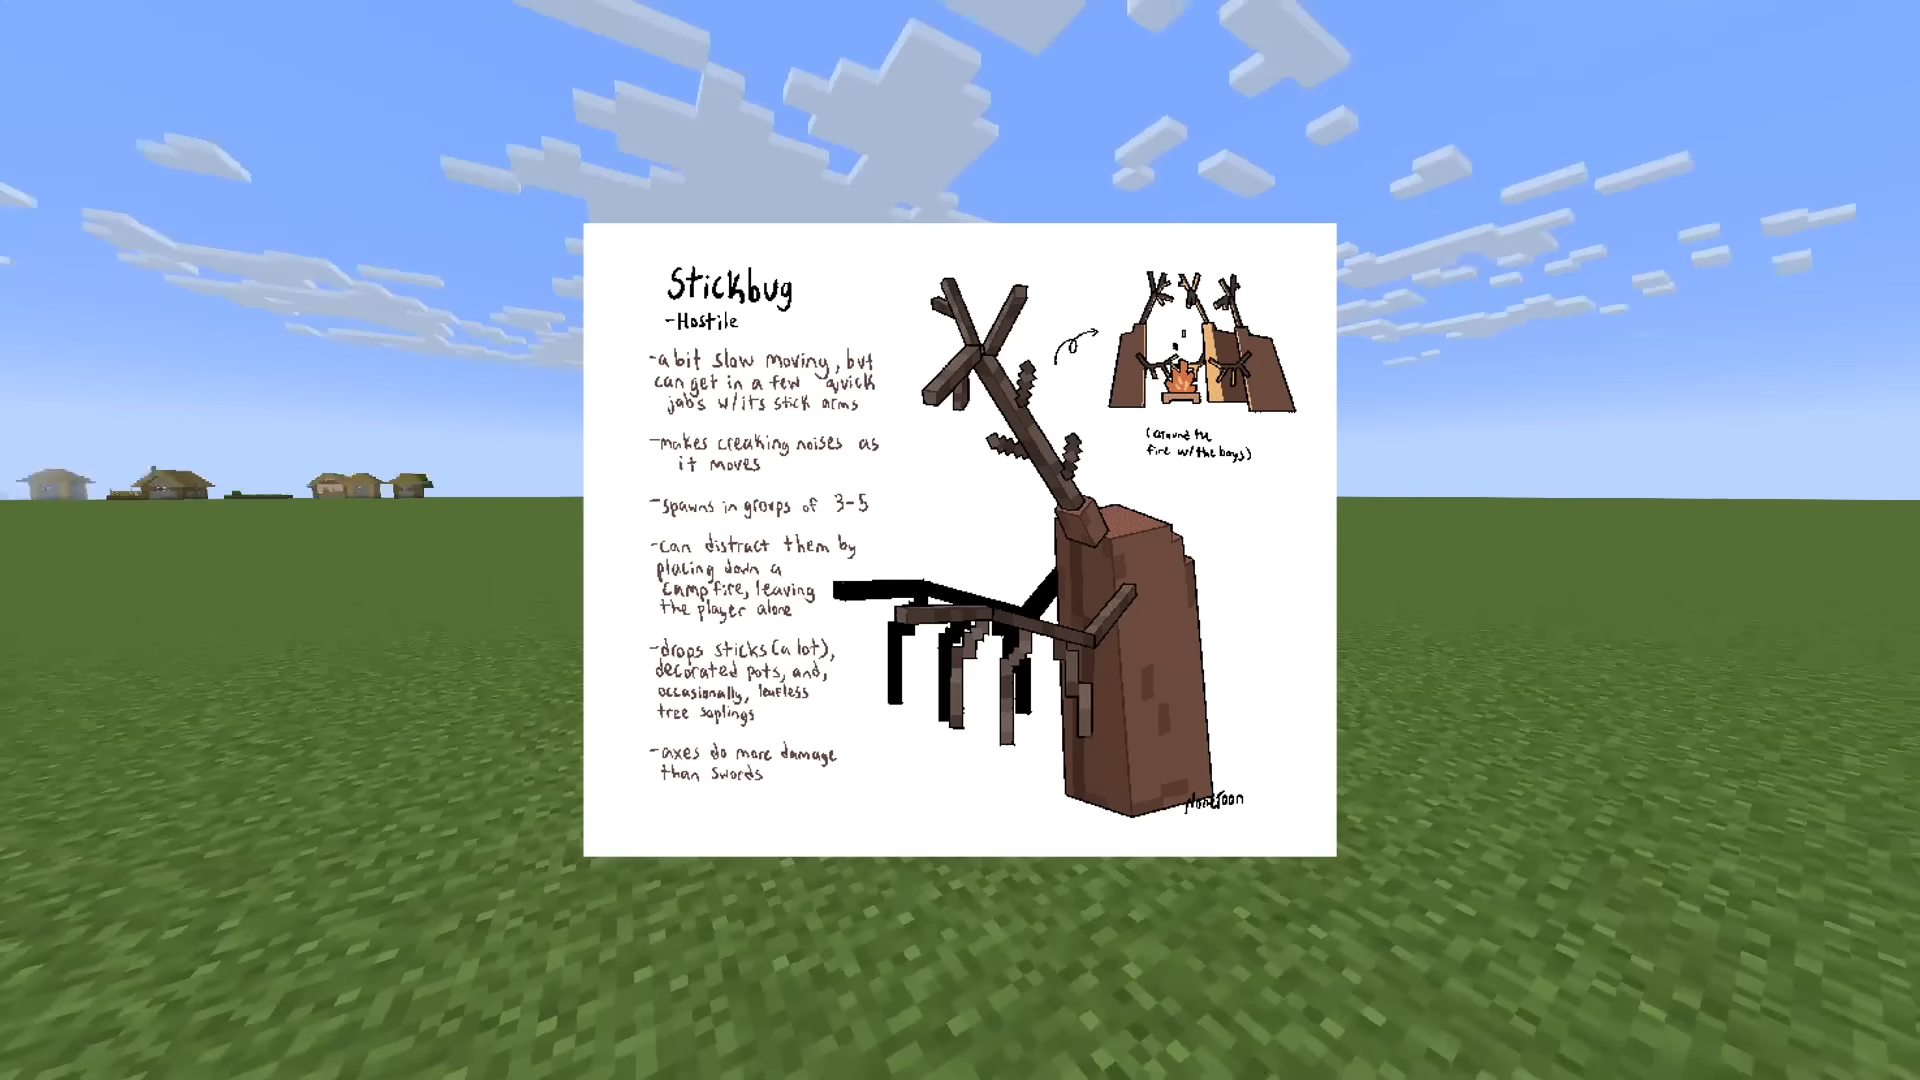 Stickbug
-Hostile
-a bit slow moving, but
can get in a few quick
jabs w/its stick arms
-makes creaking noises as
it moves
-spawns in groups of 3-5
-can distract them by
placing down a
campfire, leaving
the player alone
-drops sticks (a lot),
decorated pots, and,
occasionally, leafless
tree saplings
-axes do more damage
than swords
(around the
fire w/the boys)